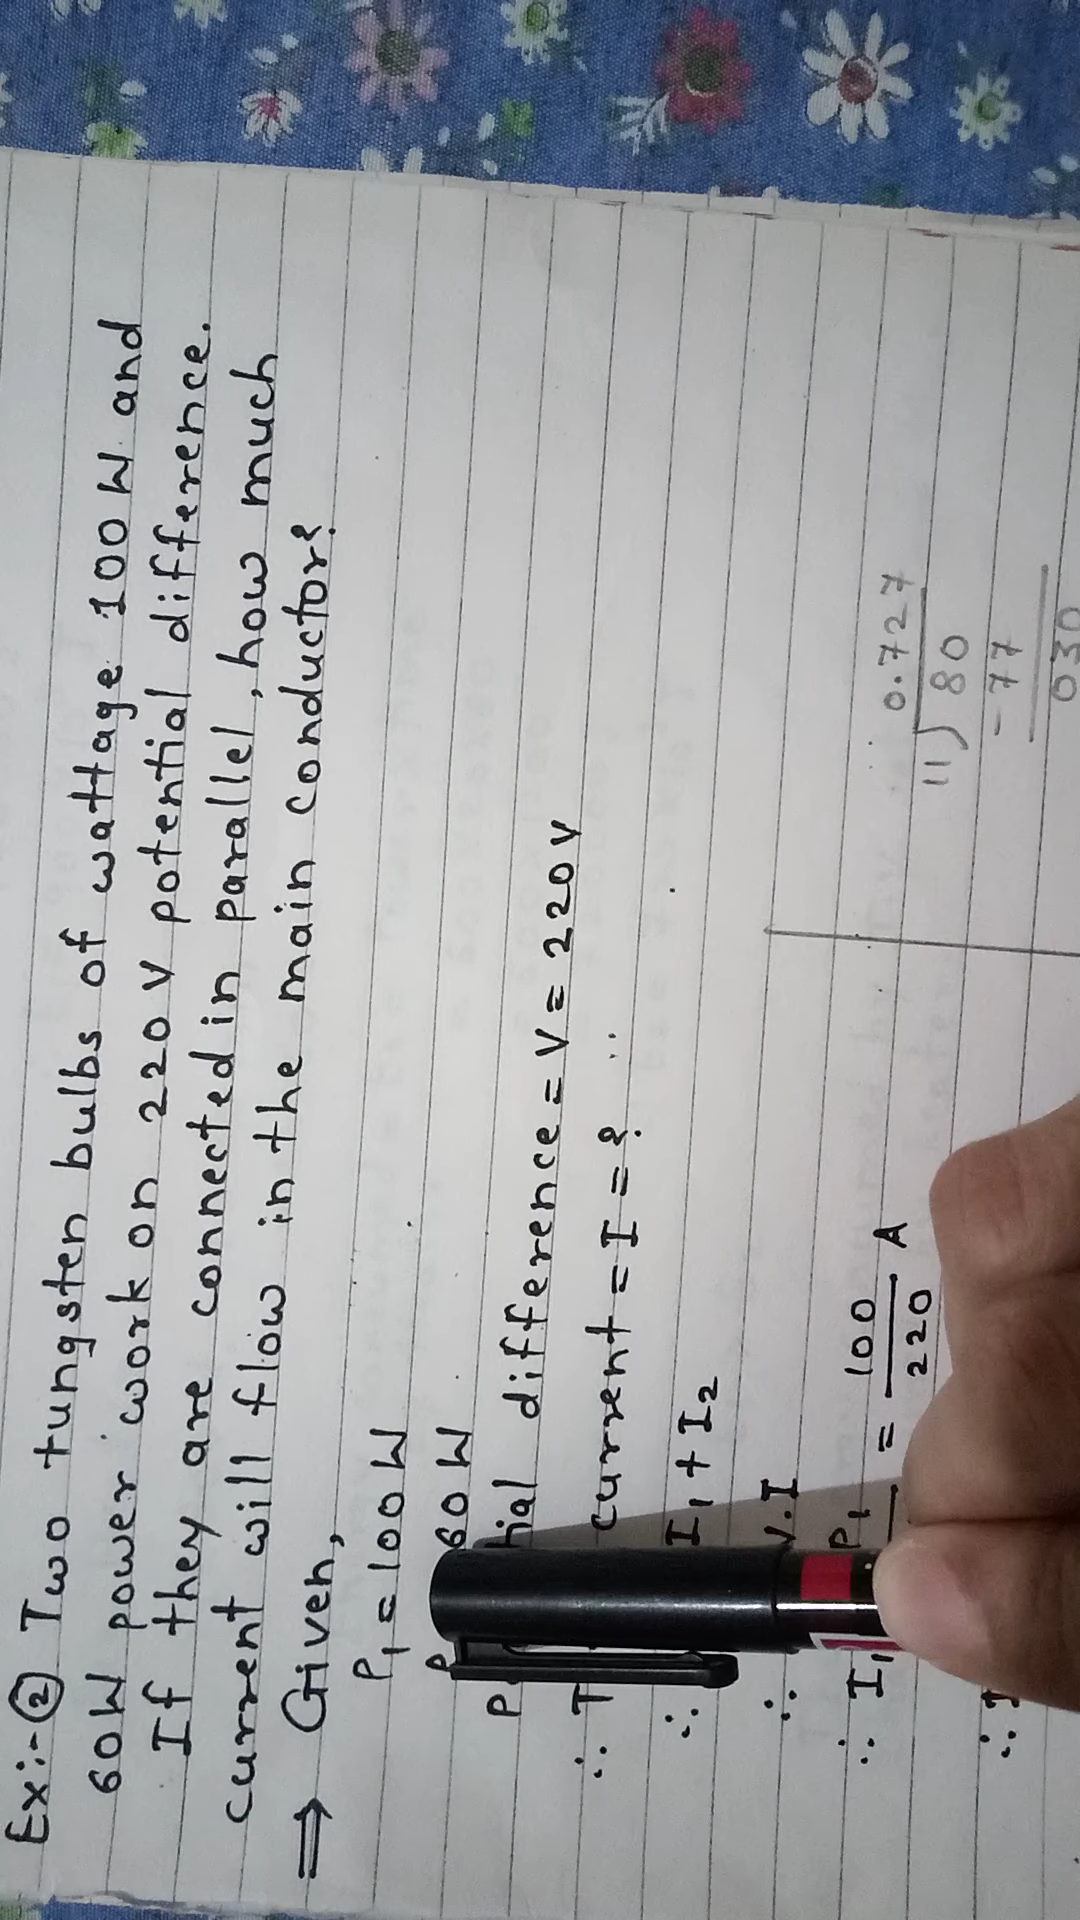 Ex:-② Two tungsten bulbs of wattage 100 W and
60W power work on 220 V potential difference.
If they are connected in parallel, how much
current will flow in the main conductor?
⇒ Given,
P₁ = 100 W
P 60 W
P tial difference = V = 220 V
∴ T current = I = ?
∴ I₁ + I₂
∴ V.I
∴ I₁ P₁ = 100/220 A
∴ I
0.727
11) 80
- 77
030